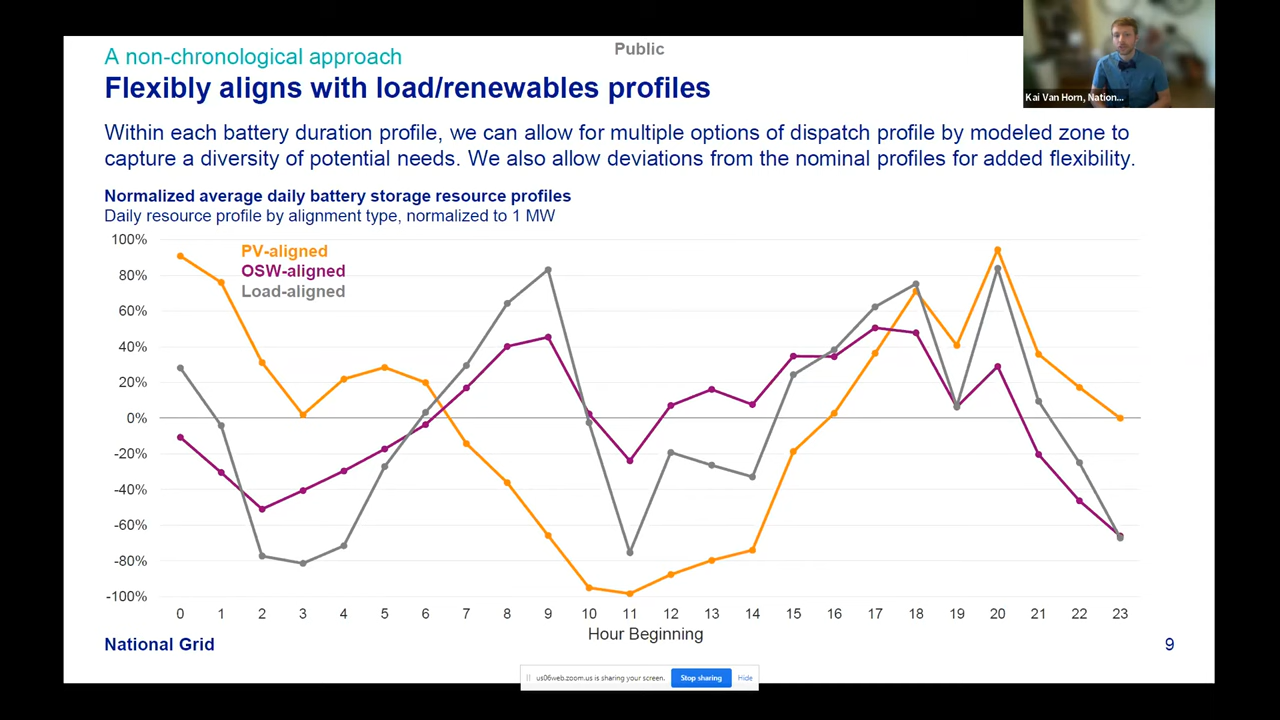 A non-chronological approach
Public
Flexibly aligns with load/renewables profiles
Kai Van Horn, Nation...
Within each battery duration profile, we can allow for multiple options of dispatch profile by modeled zone to
capture a diversity of potential needs. We also allow deviations from the nominal profiles for added flexibility.
Normalized average daily battery storage resource profiles
Daily resource profile by alignment type, normalized to 1 MW
100%
80%
60%
40%
20%
0%
-20%
-40%
-60%
-80%
-100%
PV-aligned
OSW-aligned
Load-aligned
0 1 2 3 4 5 6 7 8 9 10 11 12 13 14 15 16 17 18 19 20 21 22 23
Hour Beginning
National Grid
9
us06web.zoom.us is sharing your screen.
Stop sharing
Hide